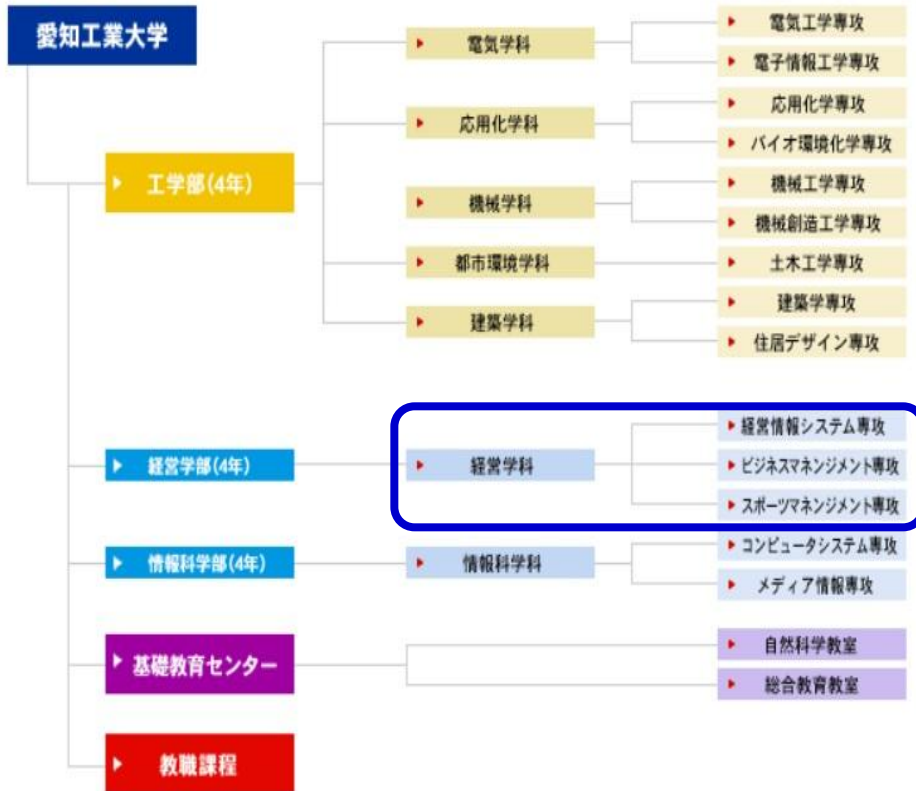 愛知工業大学
工学部(4年)
電気学科
電気工学専攻
電子情報工学専攻
応用化学科
応用化学専攻
バイオ環境化学専攻
機械学科
機械工学専攻
機械創造工学専攻
都市環境学科
土木工学専攻
建築学科
建築学専攻
住居デザイン専攻
経営学部(4年)
経営学科
経営情報システム専攻
ビジネスマネンジメント専攻
スポーツマネンジメント専攻
情報科学部(4年)
情報科学科
コンピュータシステム専攻
メディア情報専攻
基礎教育センター
自然科学教室
総合教育教室
教職課程